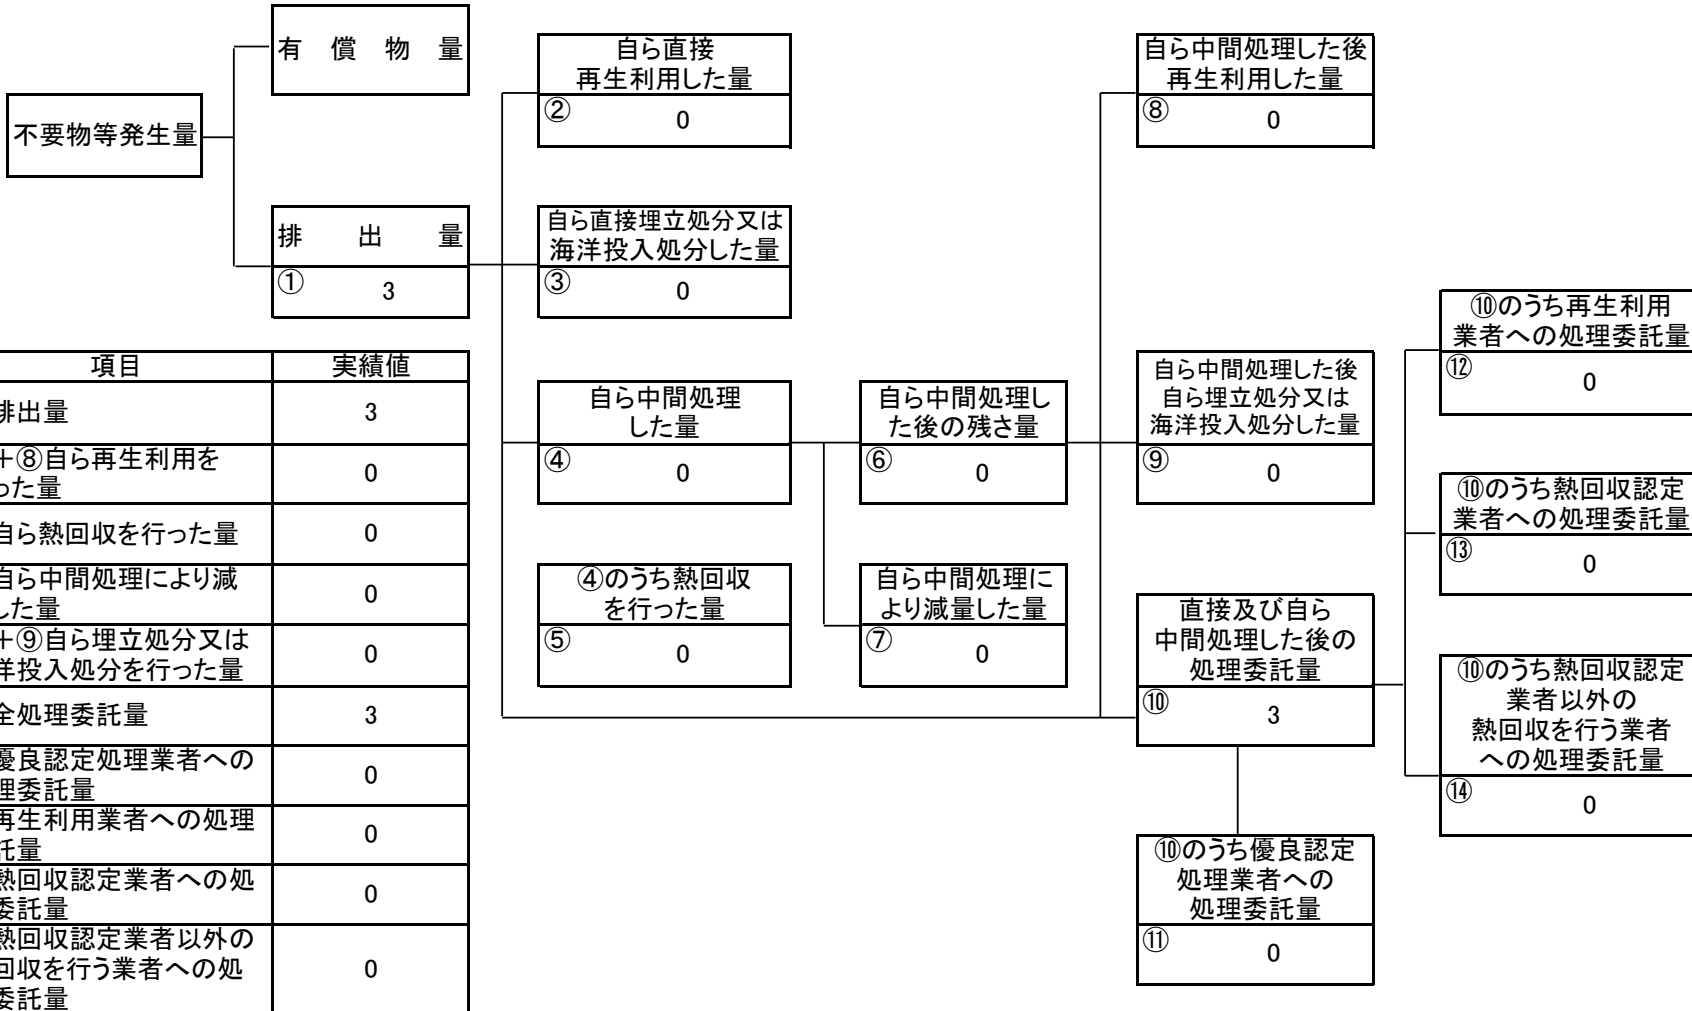 有償物量
不要物等発生量
排出量
①
3
自ら直接
再生利用した量
②
0
自ら直接埋立処分又は
海洋投入処分した量
③
0
自ら中間処理
した量
④
0
④のうち熱回収
を行った量
⑤
0
自ら中間処理し
た後の残さ量
⑥
0
自ら中間処理に
より減量した量
⑦
0
自ら中間処理した後
再生利用した量
⑧
0
自ら中間処理した後
自ら埋立処分又は
海洋投入処分した量
⑨
0
直接及び自ら
中間処理した後の
処理委託量
⑩
3
⑩のうち優良認定
処理業者への
処理委託量
⑪
0
⑩のうち再生利用
業者への処理委託量
⑫
0
⑩のうち熱回収認定
業者への処理委託量
⑬
0
⑩のうち熱回収認定
業者以外の
熱回収を行う業者
への処理委託量
⑭
0
項目 実績値
排出量 3
＋⑧自ら再生利用を
った量 0
自ら熱回収を行った量 0
自ら中間処理により減
した量 0
＋⑨自ら埋立処分又は
洋投入処分を行った量 0
全処理委託量 3
優良認定処理業者への
理委託量 0
再生利用業者への処理
託量 0
熱回収認定業者への処
委託量 0
熱回収認定業者以外の
回収を行う業者への処
委託量 0